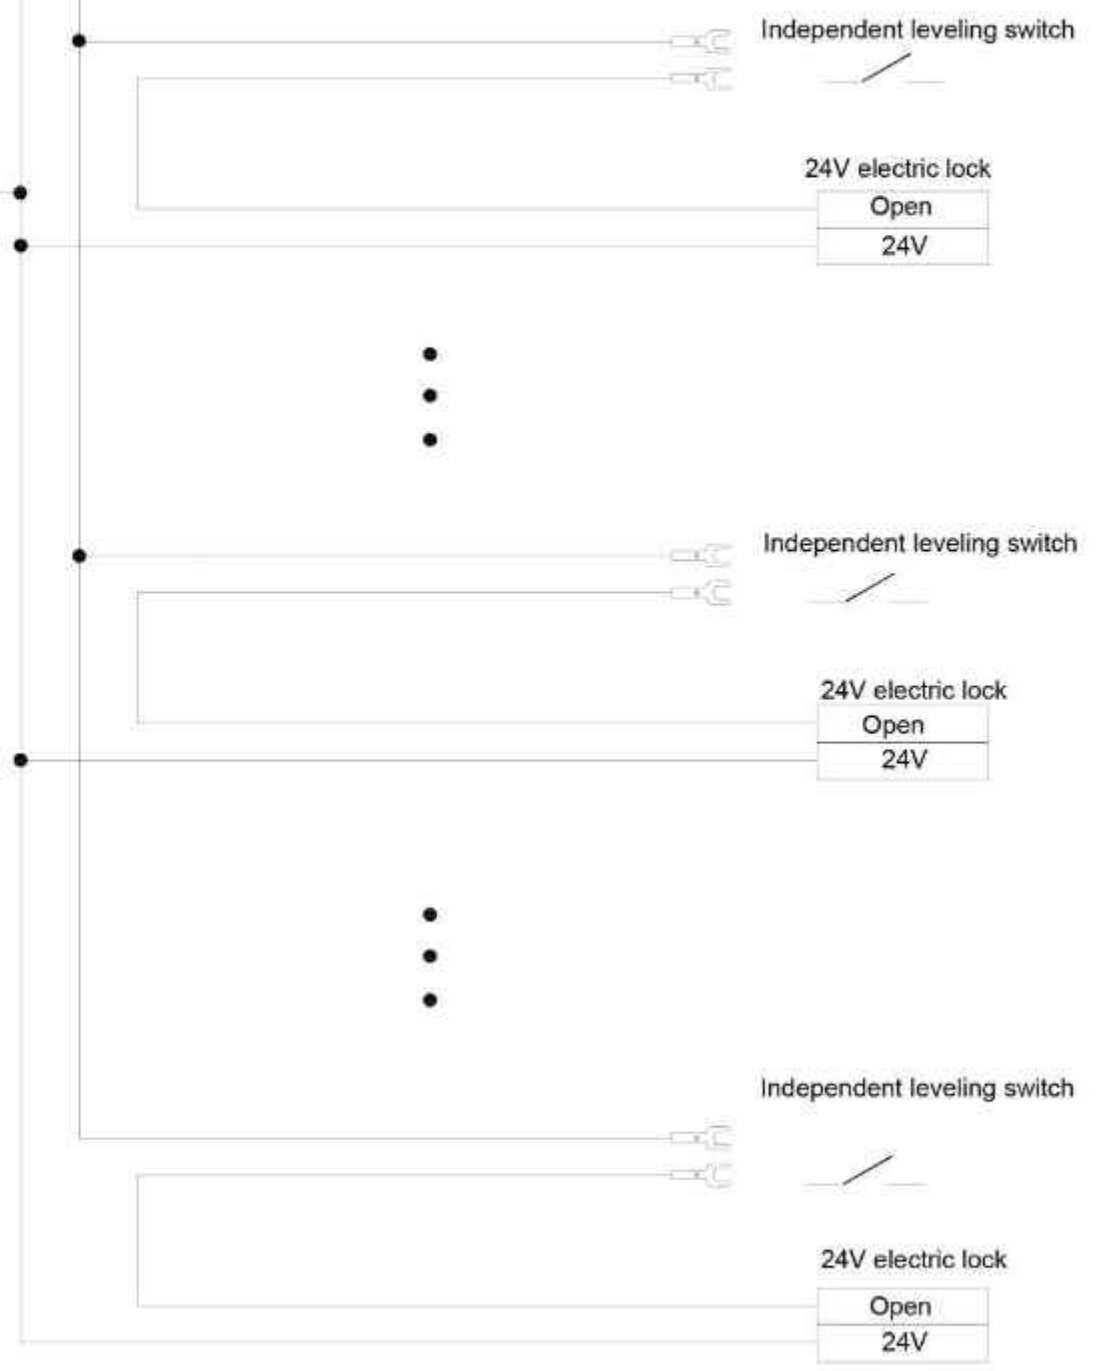 Independent leveling switch
24V electric lock
Open
24V
Independent leveling switch
24V electric lock
Open
24V
Independent leveling switch
24V electric lock
Open
24V